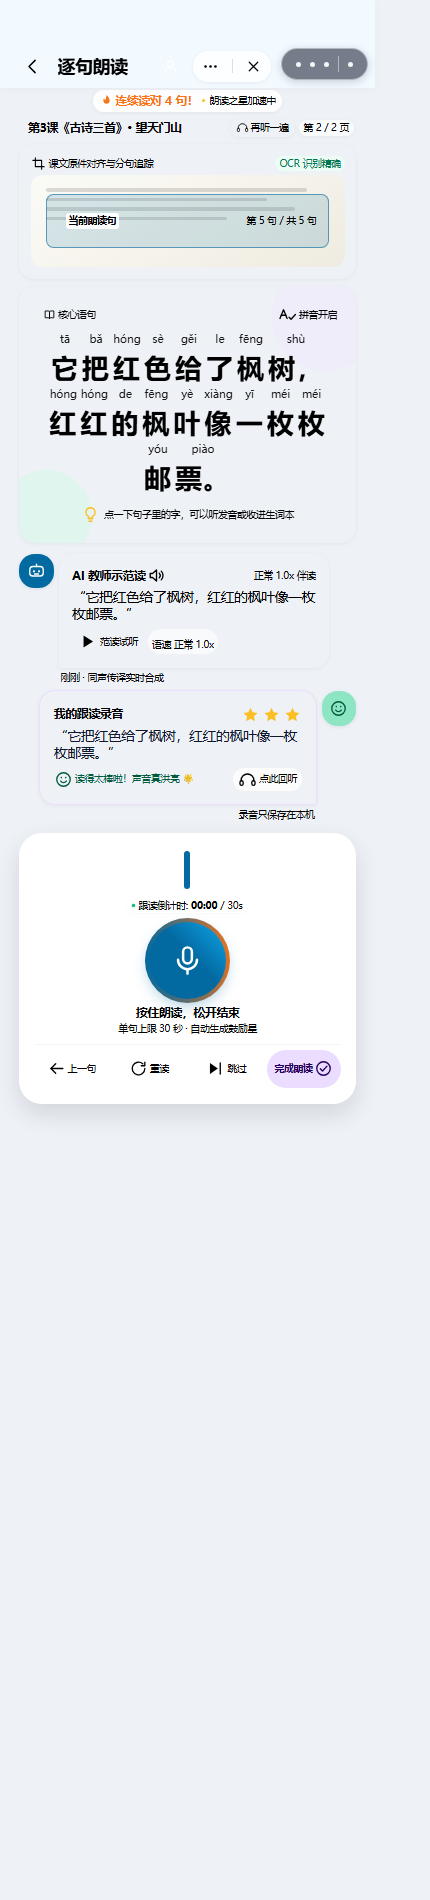 逐句朗读
连续读对 4 句! • 朗读之星加速中
第3课《古诗三首》• 望天门山
再听一遍
第 2 / 2 页
课文原件对齐与分句追踪
OCR 识别精确
当前朗读句
第 5 句 / 共 5 句
核心语句
A 拼音开启
tā bǎ hóng sè gěi le fēng shù
它把红色给了枫树，
hóng hóng de fēng yè xiàng yī méi méi
红红的枫叶像一枚枚
yóu piào
邮票。
点一下句子里的字，可以听发音或收进生词本
AI 教师示范读
正常 1.0x 伴读
“它把红色给了枫树，红红的枫叶像一枚
枚邮票。”
范读试听
语速 正常 1.0x
刚刚 · 同声传译实时合成
我的跟读录音
“它把红色给了枫树，红红的枫叶像一枚
枚邮票。”
读得太棒啦！声音真洪亮
点此回听
录音只保存在本机
• 跟读倒计时: 00:00 / 30s
按住朗读，松开结束
单句上限 30 秒 · 自动生成鼓励星
上一句
重读
跳过
完成朗读